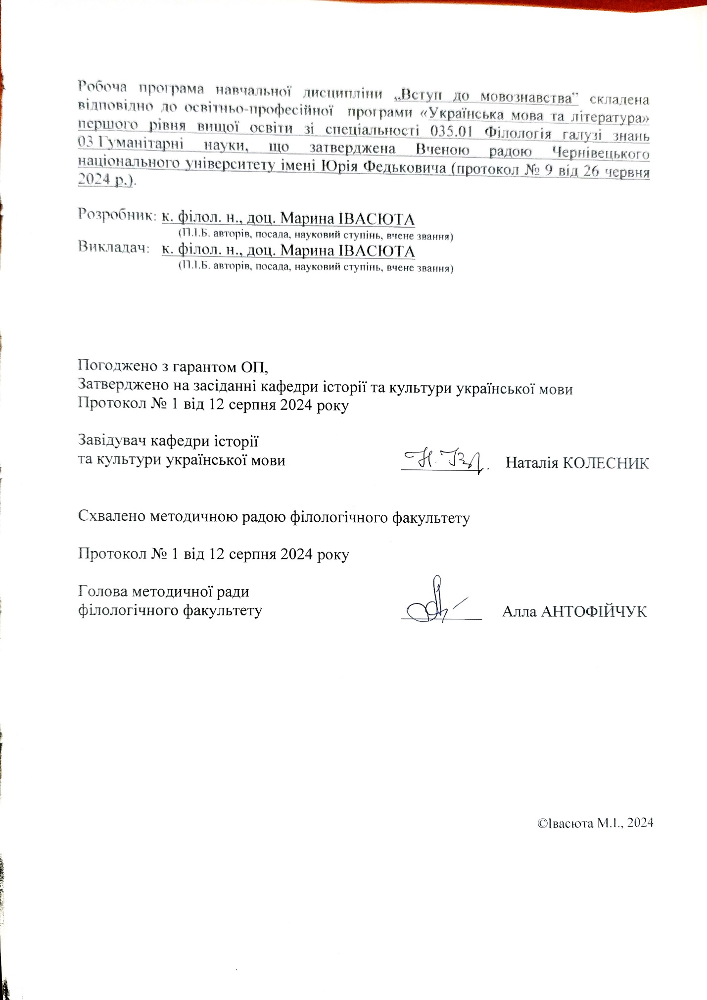 Робоча програма навчальної дисципліни „Вступ до мовознавства” складена
відповідно до освітньо-професійної програми «Українська мова та література»
першого рівня вищої освіти зі спеціальності 035.01 Філологія галузі знань
03 Гуманітарні науки, що затверджена Вченою радою Чернівецького
національного університету імені Юрія Федьковича (протокол № 9 від 26 червня
2024 р.).
Розробник: к. філол. н., доц. Марина ІВАСЮТА
(П.І.Б. авторів, посада, науковий ступінь, вчене звання)
Викладач: к. філол. н., доц. Марина ІВАСЮТА
(П.І.Б. авторів, посада, науковий ступінь, вчене звання)
Погоджено з гарантом ОП,
Затверджено на засіданні кафедри історії та культури української мови
Протокол № 1 від 12 серпня 2024 року
Завідувач кафедри історії
та культури української мови Наталія КОЛЕСНИК
Схвалено методичною радою філологічного факультету
Протокол № 1 від 12 серпня 2024 року
Голова методичної ради
філологічного факультету Алла АНТОФІЙЧУК
©Івасюта М.І., 2024